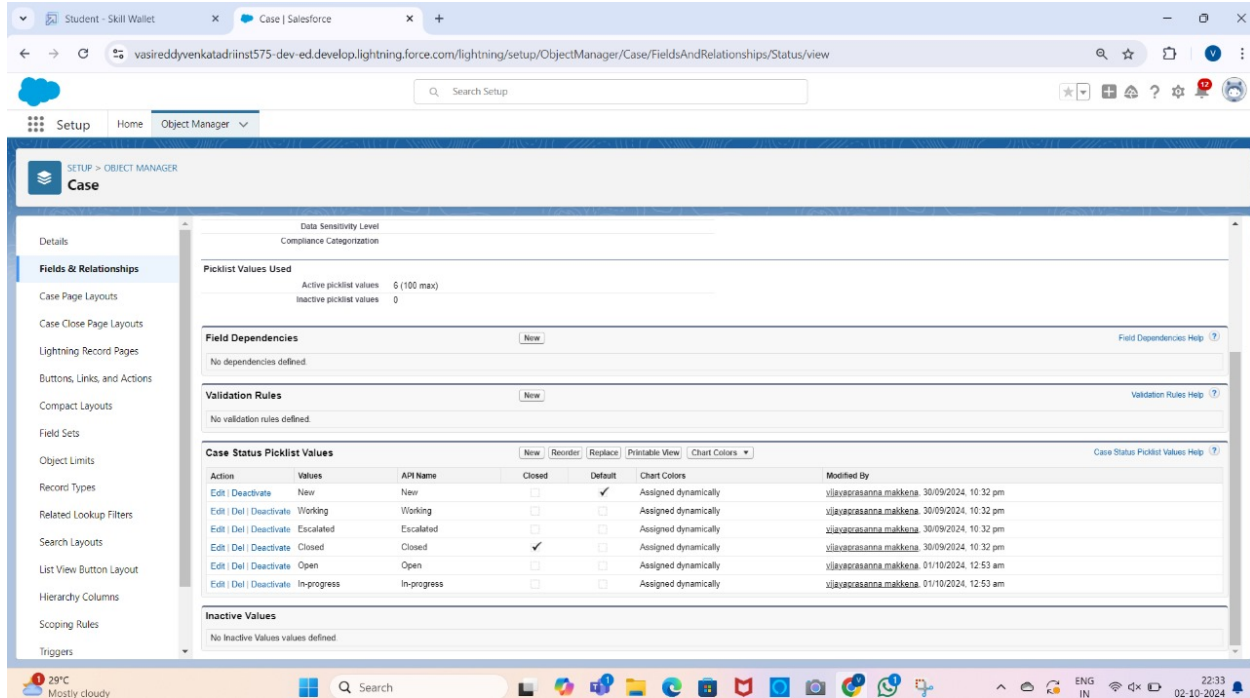 Student - Skill Wallet
Case | Salesforce
vasireddyvenkatadriinst575-dev-ed.develop.lightning.force.com/lightning/setup/ObjectManager/Case/FieldsAndRelationships/Status/view
V
Search Setup
12
Setup Home Object Manager
SETUP > OBJECT MANAGER
Case
Details
Fields & Relationships
Case Page Layouts
Case Close Page Layouts
Lightning Record Pages
Buttons, Links, and Actions
Compact Layouts
Field Sets
Object Limits
Record Types
Related Lookup Filters
Search Layouts
List View Button Layout
Hierarchy Columns
Scoping Rules
Triggers
Data Sensitivity Level
Compliance Categorization
Picklist Values Used
Active picklist values 6 (100 max)
Inactive picklist values 0
Field Dependencies New Field Dependencies Help ?
No dependencies defined.
Validation Rules New Validation Rules Help ?
No validation rules defined.
Case Status Picklist Values New Reorder Replace Printable View Chart Colors Case Status Picklist Values Help ?
Action Values API Name Closed Default Chart Colors Modified By
Edit | Deactivate New New Assigned dynamically vijayaprasanna makkena, 30/09/2024, 10:32 pm
Edit | Del | Deactivate Working Working Assigned dynamically vijayaprasanna makkena, 30/09/2024, 10:32 pm
Edit | Del | Deactivate Escalated Escalated Assigned dynamically vijayaprasanna makkena, 30/09/2024, 10:32 pm
Edit | Del | Deactivate Closed Closed Assigned dynamically vijayaprasanna makkena, 30/09/2024, 10:32 pm
Edit | Del | Deactivate Open Open Assigned dynamically vijayaprasanna makkena, 01/10/2024, 12:53 am
Edit | Del | Deactivate In-progress In-progress Assigned dynamically vijayaprasanna makkena, 01/10/2024, 12:53 am
Inactive Values
No Inactive Values values defined.
1
29°C
Mostly cloudy
Search
ENG
IN
22:33
02-10-2024